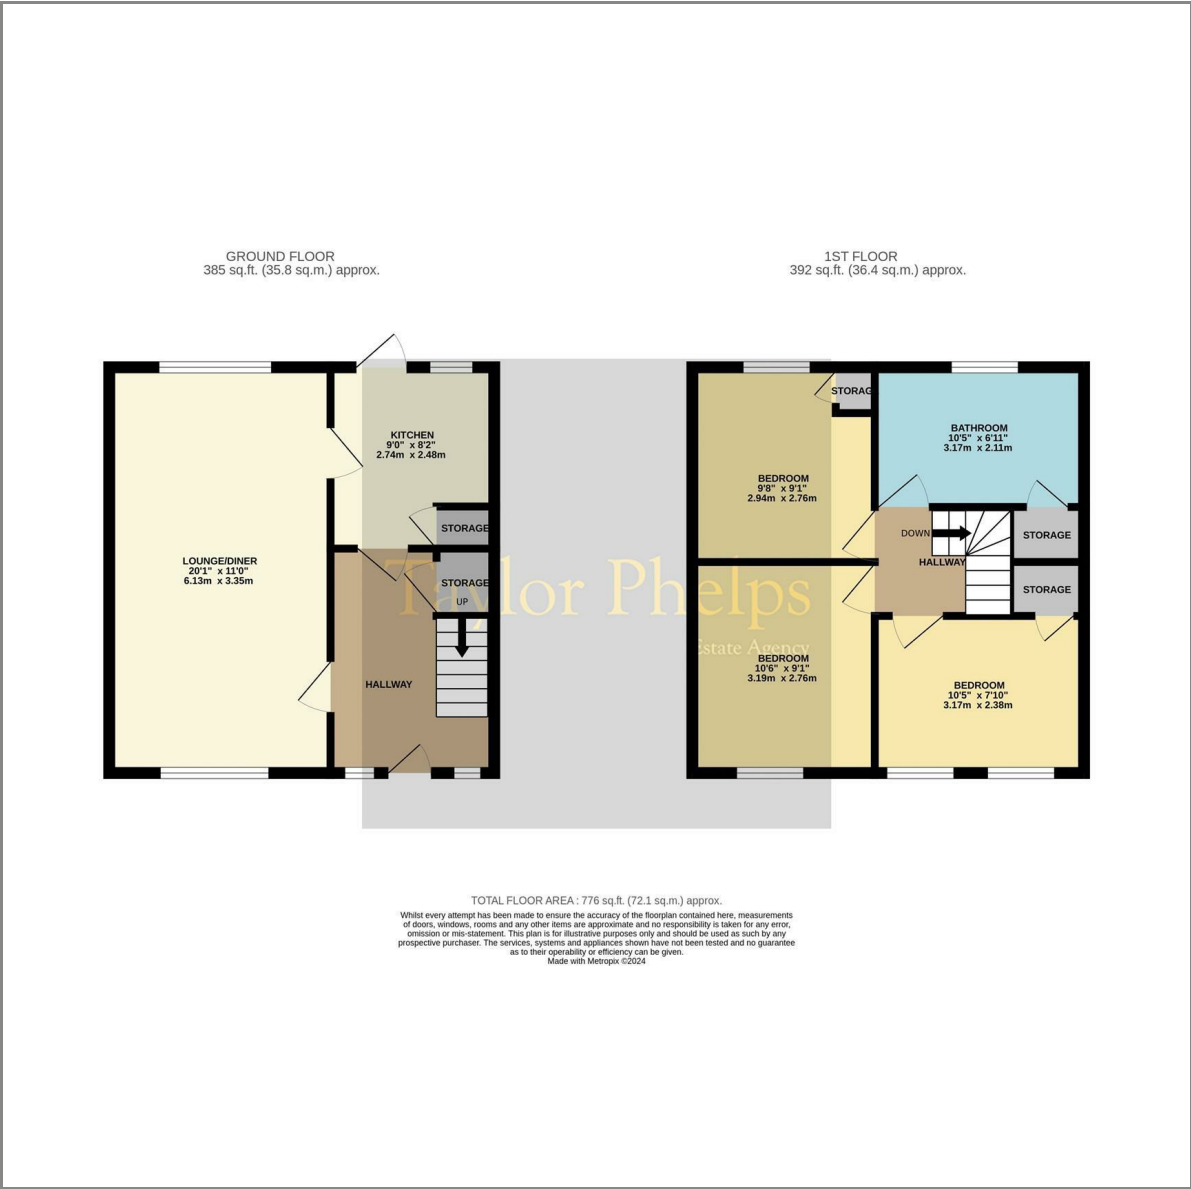 GROUND FLOOR
385 sq.ft. (35.8 sq.m.) approx.
1ST FLOOR
392 sq.ft. (36.4 sq.m.) approx.
KITCHEN
9'0" x 8'2"
2.74m x 2.48m
STORAGE
LOUNGE/DINER
20'1" x 11'0"
6.13m x 3.35m
STORAGE
UP
HALLWAY
STORAG
BATHROOM
10'5" x 6'11"
3.17m x 2.11m
BEDROOM
9'8" x 9'1"
2.94m x 2.76m
DOWN
STORAGE
HALLWAY
STORAGE
BEDROOM
10'6" x 9'1"
3.19m x 2.76m
BEDROOM
10'5" x 7'10"
3.17m x 2.38m
Taylor Phelps
Estate Agency
TOTAL FLOOR AREA : 776 sq.ft. (72.1 sq.m.) approx.
Whilst every attempt has been made to ensure the accuracy of the floorplan contained here, measurements
of doors, windows, rooms and any other items are approximate and no responsibility is taken for any error,
omission or mis-statement. This plan is for illustrative purposes only and should be used as such by any
prospective purchaser. The services, systems and appliances shown have not been tested and no guarantee
as to their operability or efficiency can be given.
Made with Metropix ©2024